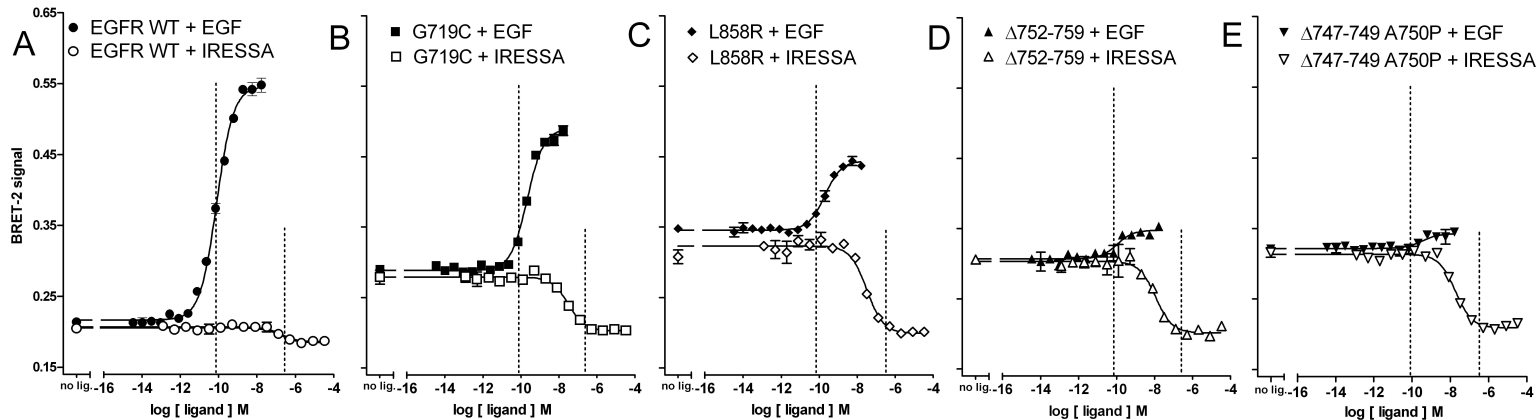 A
EGFR WT + EGF
EGFR WT + IRESSA
B
G719C + EGF
G719C + IRESSA
C
L858R + EGF
L858R + IRESSA
D
Δ752-759 + EGF
Δ752-759 + IRESSA
E
Δ747-749 A750P + EGF
Δ747-749 A750P + IRESSA
BRET-2 signal
0.65
0.55
0.45
0.35
0.25
0.15
no lig. -16 -14 -12 -10 -8 -6 -4
no lig. -16 -14 -12 -10 -8 -6 -4
no lig. -16 -14 -12 -10 -8 -6 -4
no lig. -16 -14 -12 -10 -8 -6 -4
no lig. -16 -14 -12 -10 -8 -6 -4
log [ ligand ] M
log [ ligand ] M
log [ ligand ] M
log [ ligand ] M
log [ ligand ] M